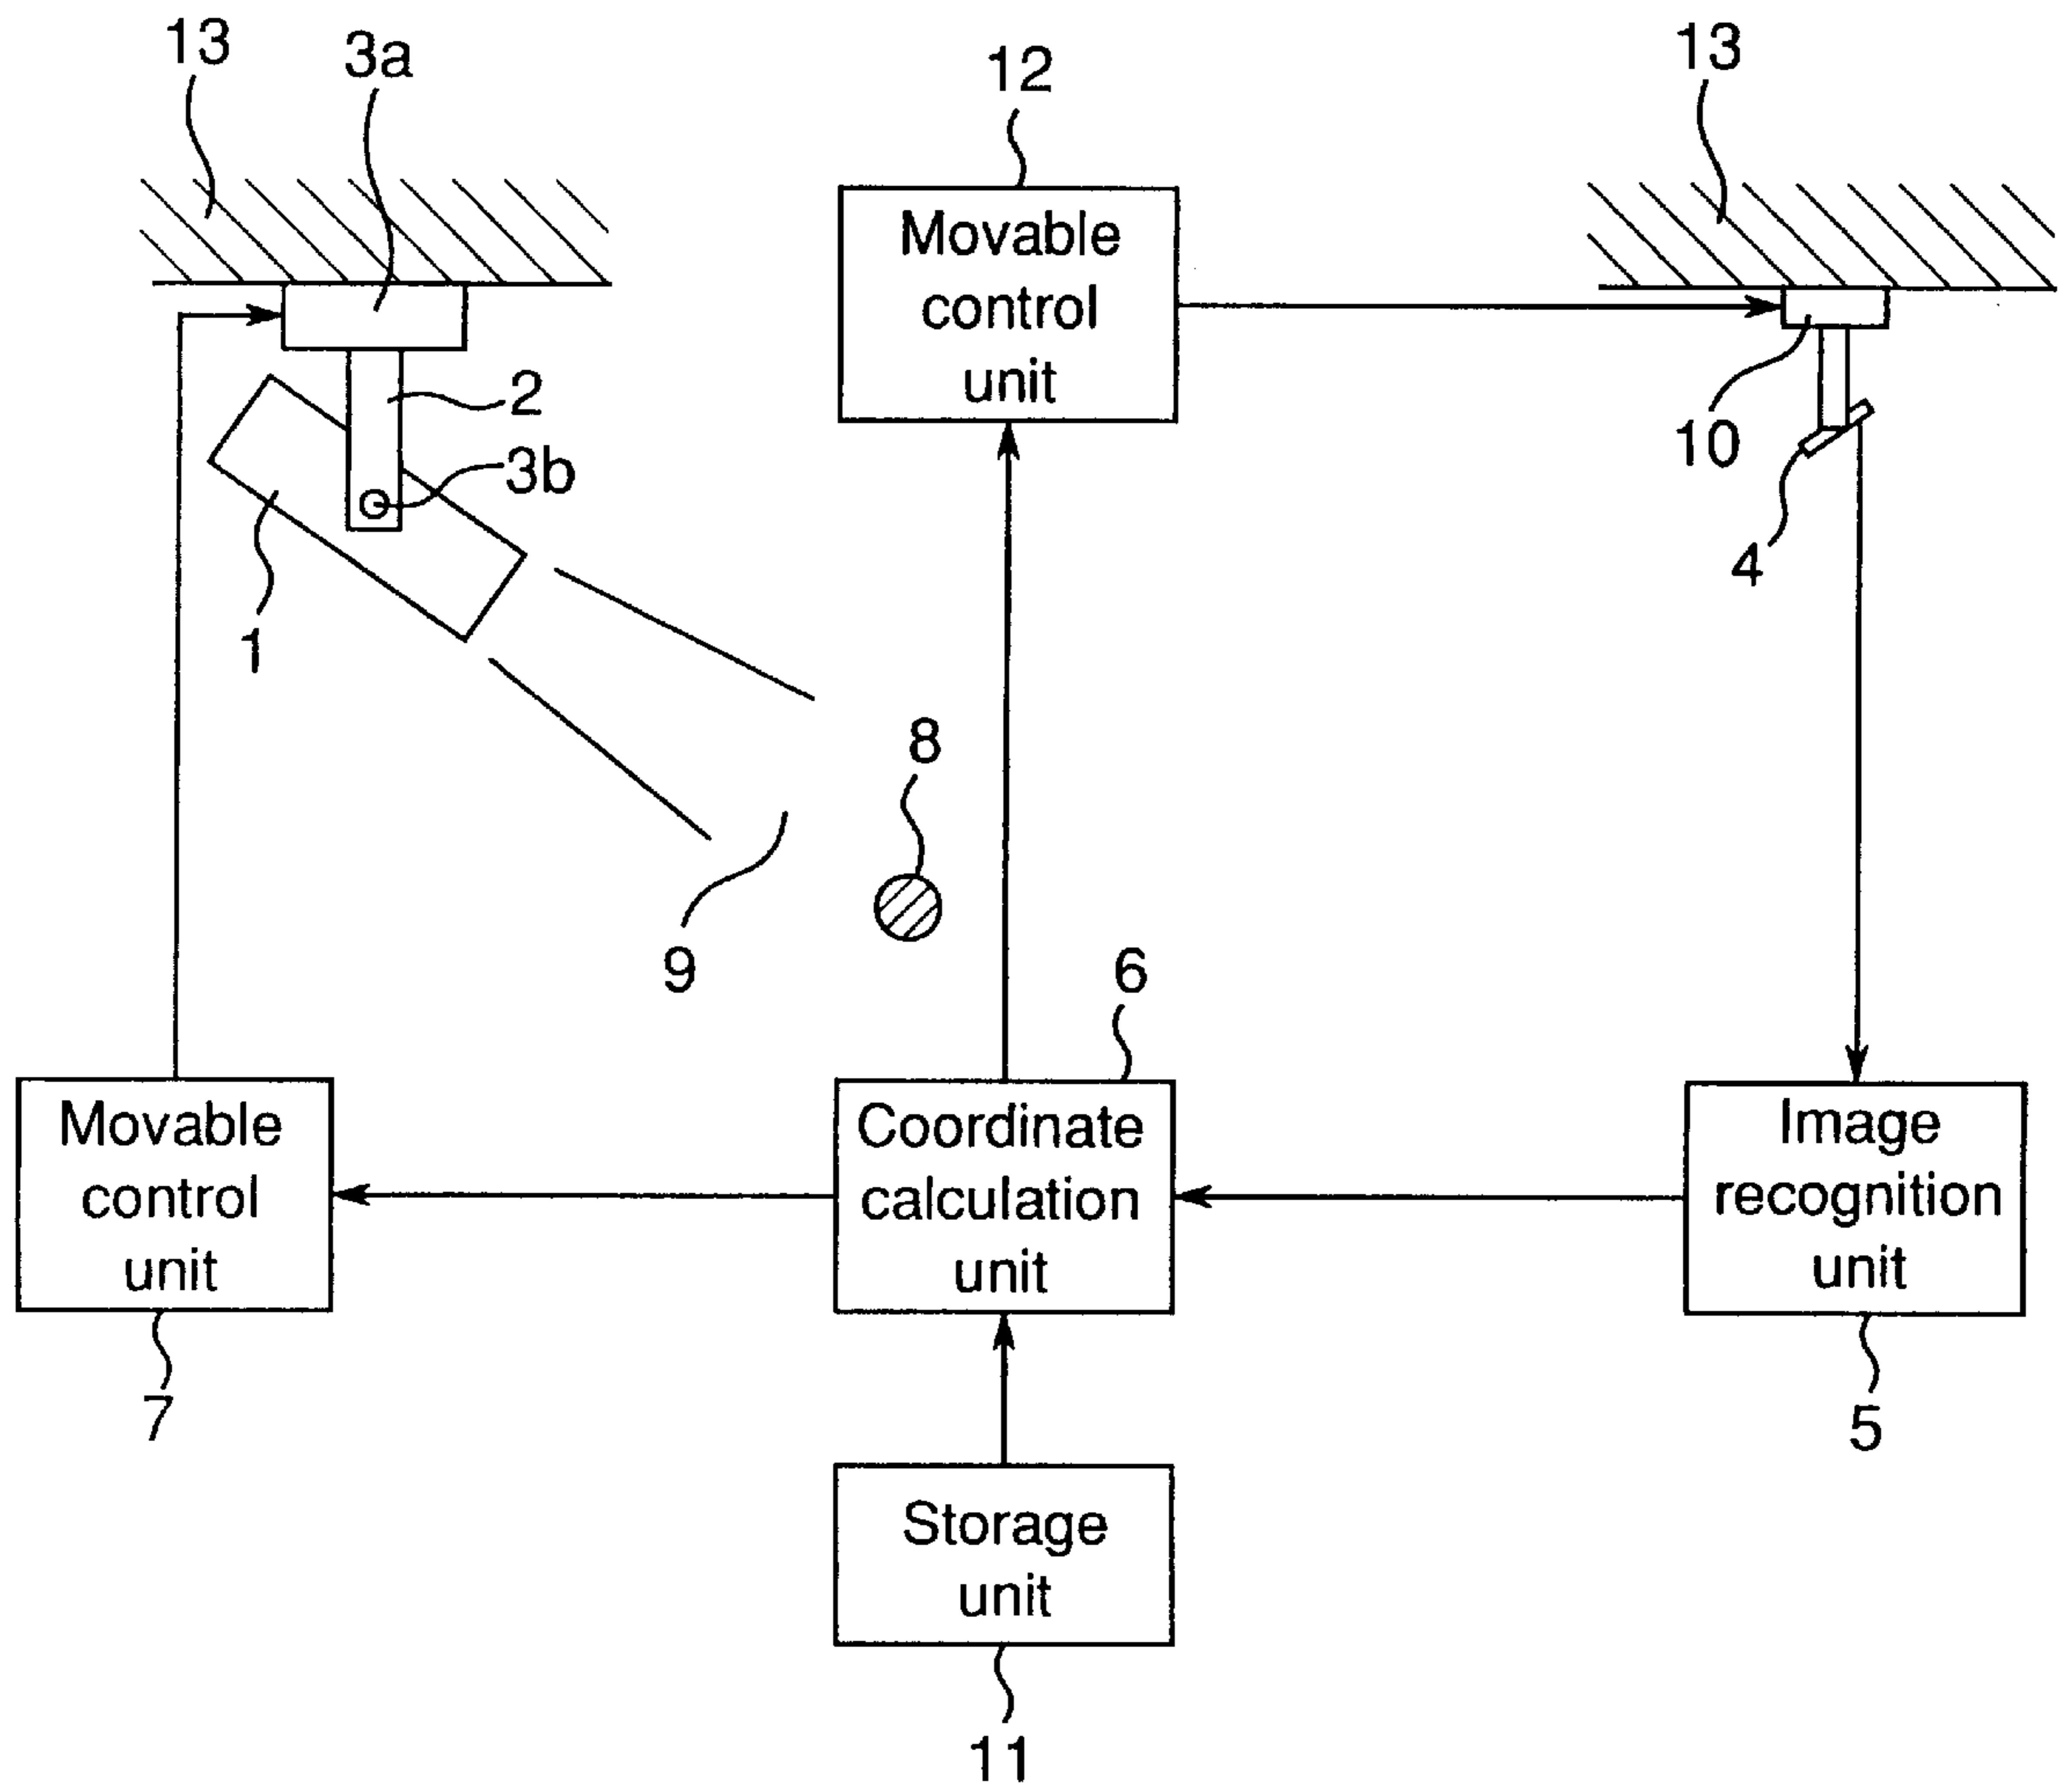 13
3a
12
13
Movable
control
unit
2
10
3b
4
1
8
9
6
Movable
control
unit
Coordinate
calculation
unit
Image
recognition
unit
7
5
Storage
unit
11